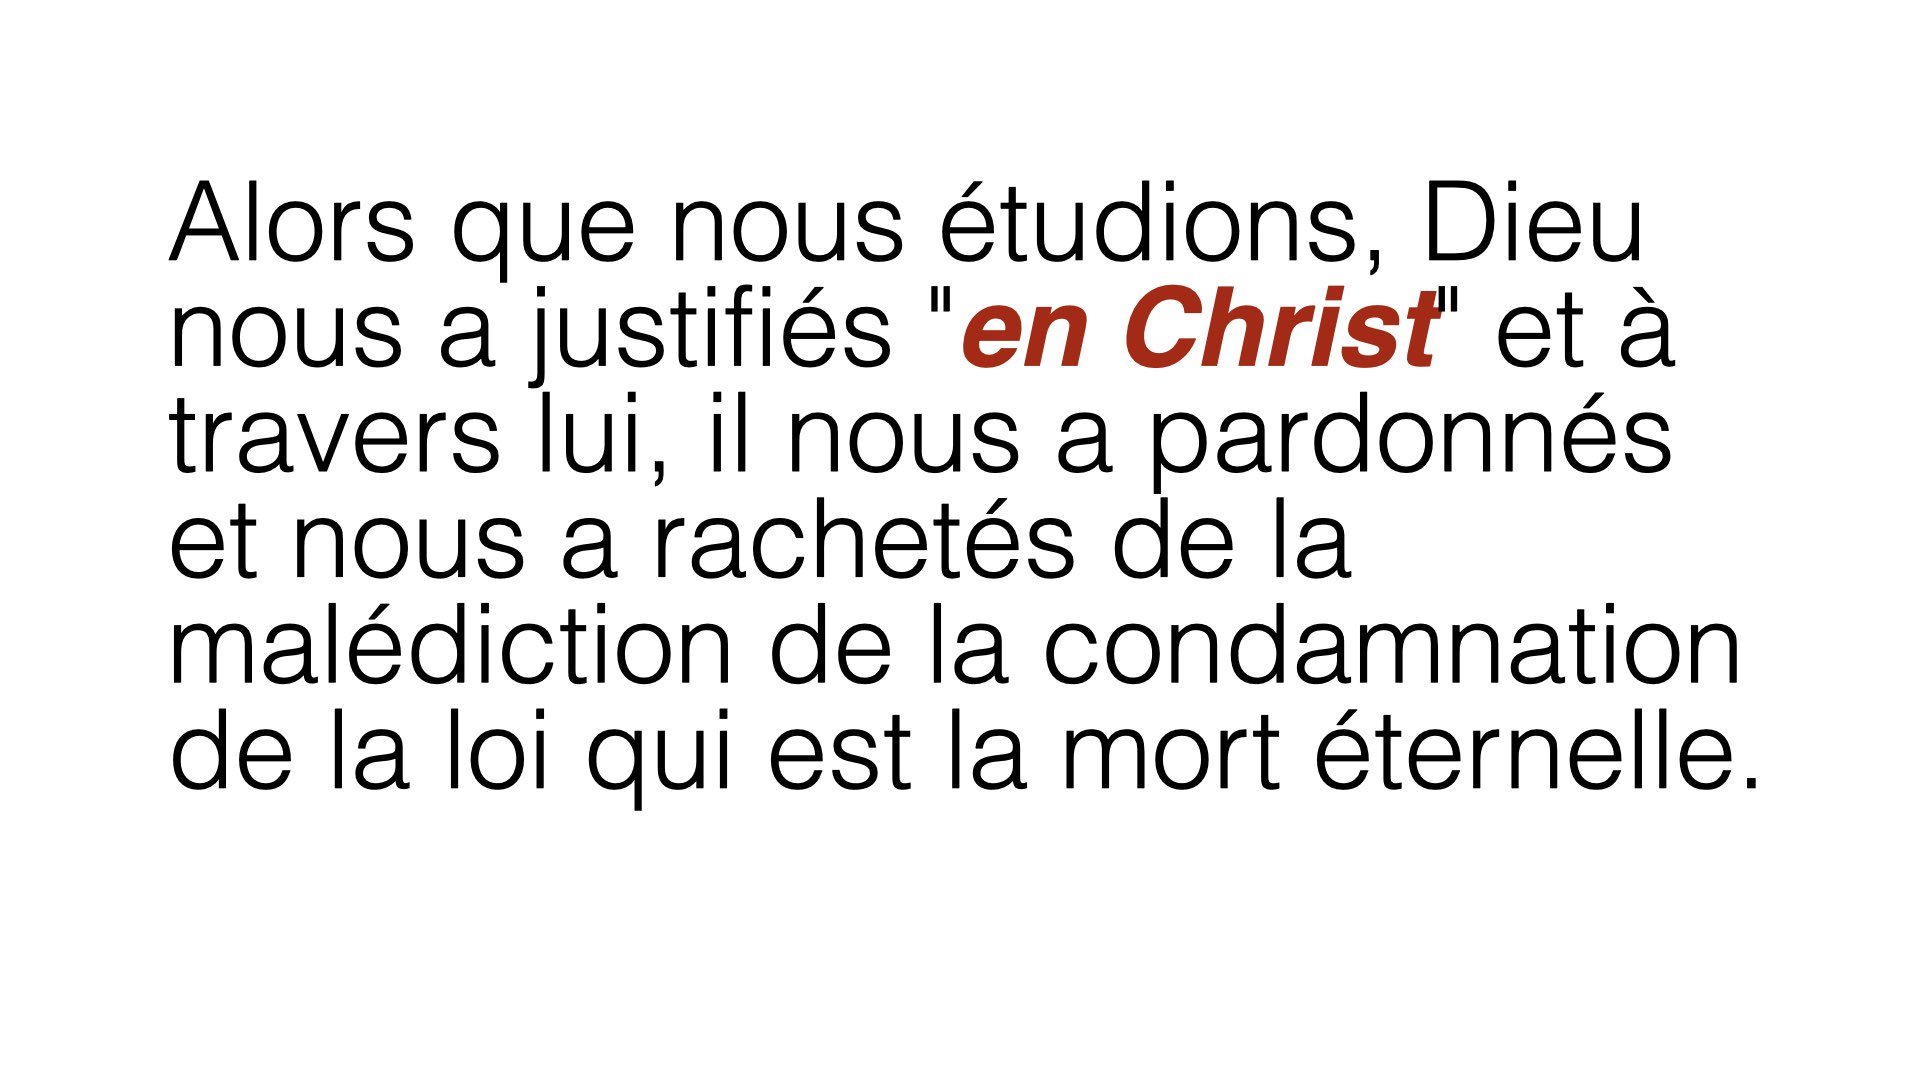 Alors que nous étudions, Dieu
nous a justifiés "en Christ" et à
travers lui, il nous a pardonnés
et nous a rachetés de la
malédiction de la condamnation
de la loi qui est la mort éternelle.